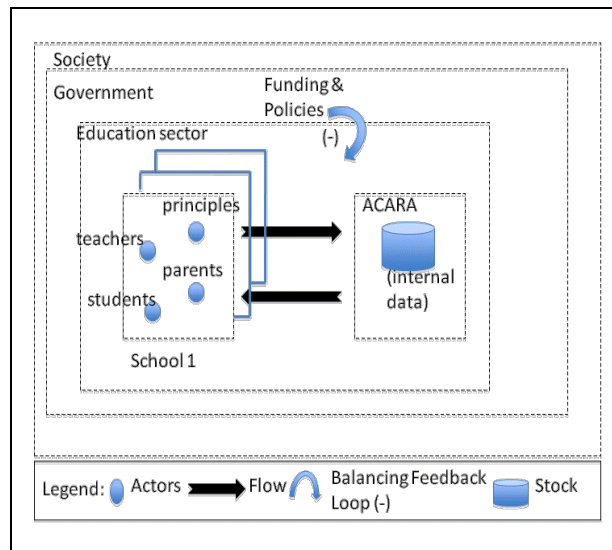 Society
Government
Funding &
Policies
(-)
Education sector
principles
teachers
parents
students
School 1
ACARA
(internal
data)
Legend:
Actors
Flow
Balancing Feedback
Loop (-)
Stock